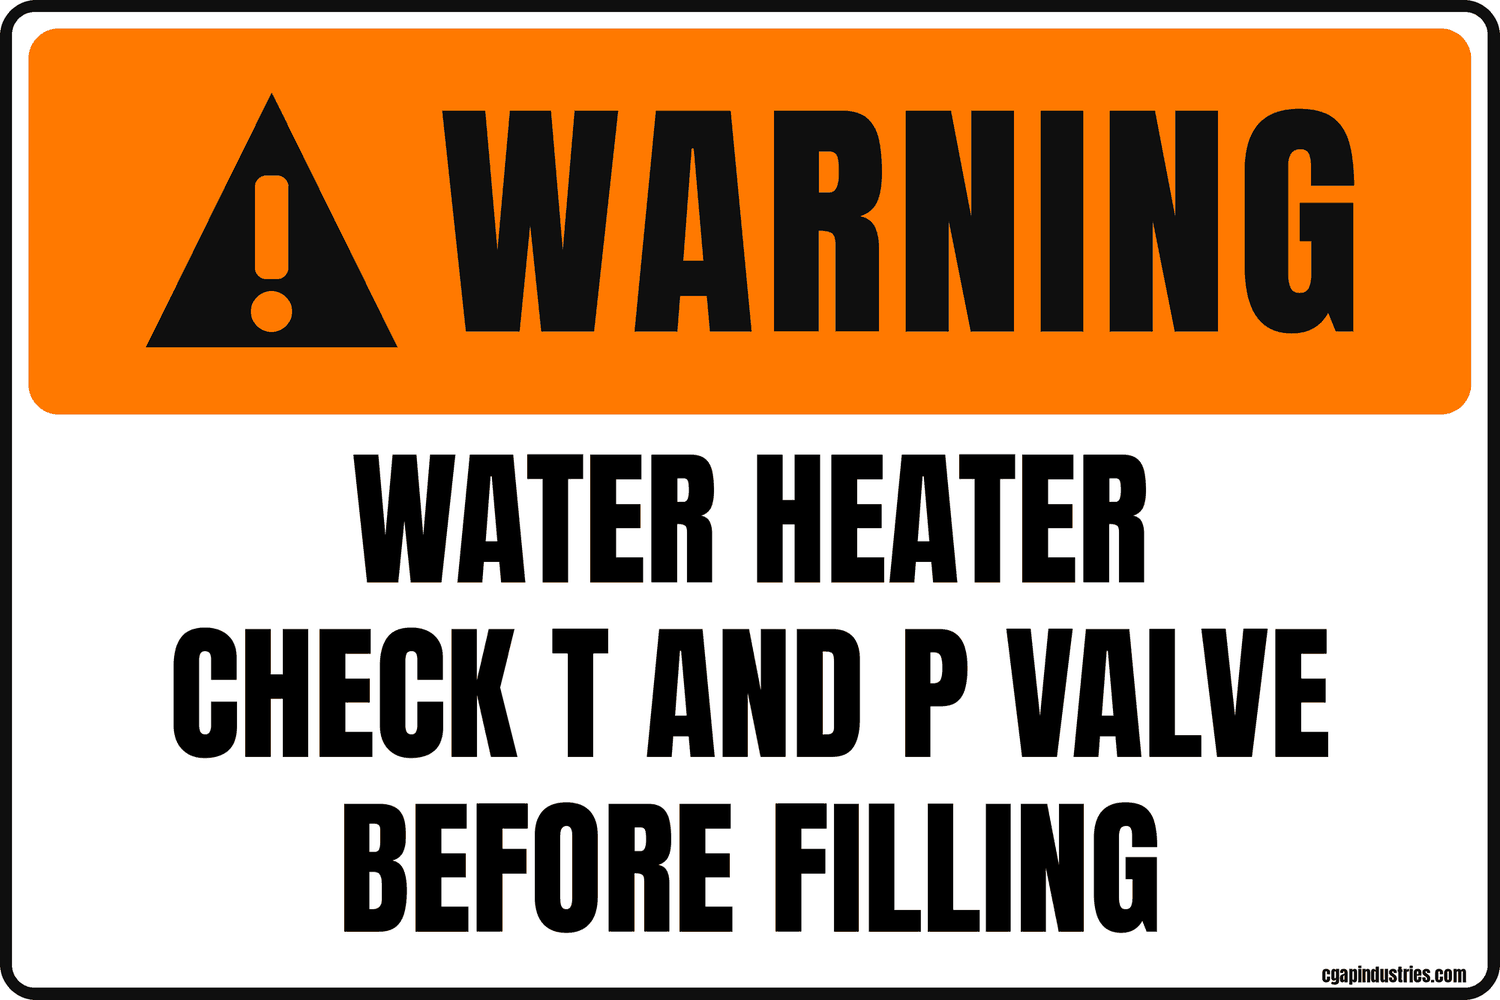 WARNING
WATER HEATER
CHECK T AND P VALVE
BEFORE FILLING
cgapindustries.com